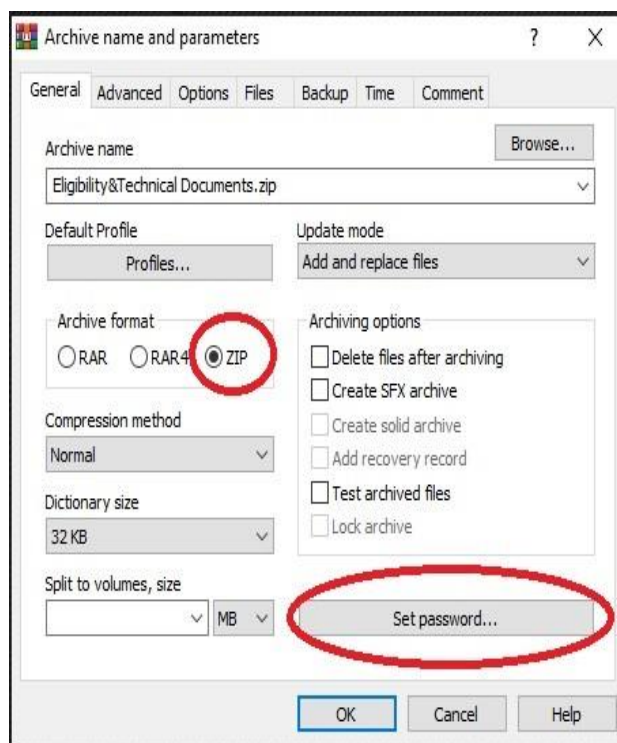 Archive name and parameters ? X
General Advanced Options Files Backup Time Comment
Archive name
Browse...
Eligibility&Technical Documents.zip
Default Profile
Profiles...
Update mode
Add and replace files
Archive format
RAR RAR4 ZIP
Compression method
Normal
Dictionary size
32 KB
Split to volumes, size
MB
Archiving options
Delete files after archiving
Create SFX archive
Create solid archive
Add recovery record
Test archived files
Lock archive
Set password...
OK Cancel Help